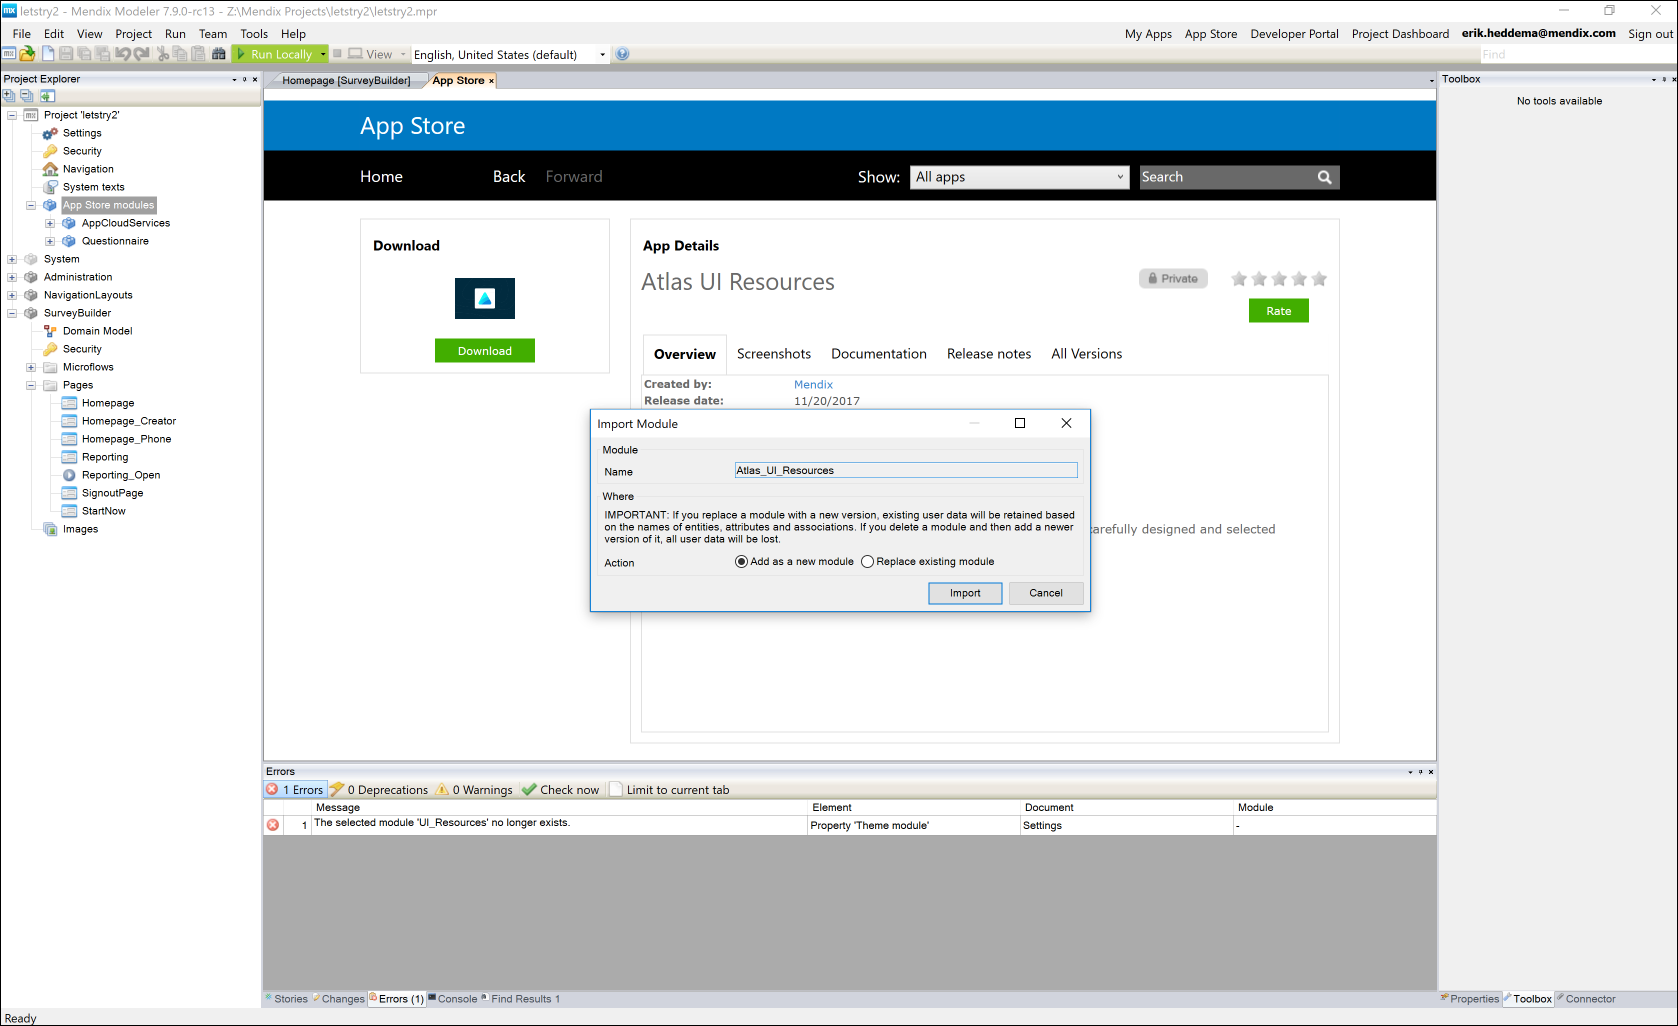 letstry2 - Mendix Modeler 7.9.0-rc13 - Z:\Mendix Projects\letstry2\letstry2.mpr
File Edit View Project Run Team Tools Help
My Apps App Store Developer Portal Project Dashboard erik.heddema@mendix.com Sign out
Run Locally View English, United States (default) Find
Project Explorer
Project 'letstry2'
Settings
Security
Navigation
System texts
App Store modules
AppCloudServices
Questionnaire
System
Administration
NavigationLayouts
SurveyBuilder
Domain Model
Security
Microflows
Pages
Homepage
Homepage_Creator
Homepage_Phone
Reporting
Reporting_Open
SignoutPage
StartNow
Images
Homepage [SurveyBuilder] App Store
App Store
Home Back Forward Show: All apps Search
Download
Download
App Details
Atlas UI Resources
Private
Rate
Overview Screenshots Documentation Release notes All Versions
Created by: Mendix
Release date: 11/20/2017
carefully designed and selected
Import Module
Module
Name Atlas_UI_Resources
Where
IMPORTANT: If you replace a module with a new version, existing user data will be retained based
on the names of entities, attributes and associations. If you delete a module and then add a newer
version of it, all user data will be lost.
Action Add as a new module Replace existing module
Import Cancel
Errors
1 Errors 0 Deprecations 0 Warnings Check now Limit to current tab
Message Element Document Module
1 The selected module 'UI_Resources' no longer exists. Property 'Theme module' Settings -
Stories Changes Errors (1) Console Find Results 1
Toolbox
No tools available
Properties Toolbox Connector
Ready